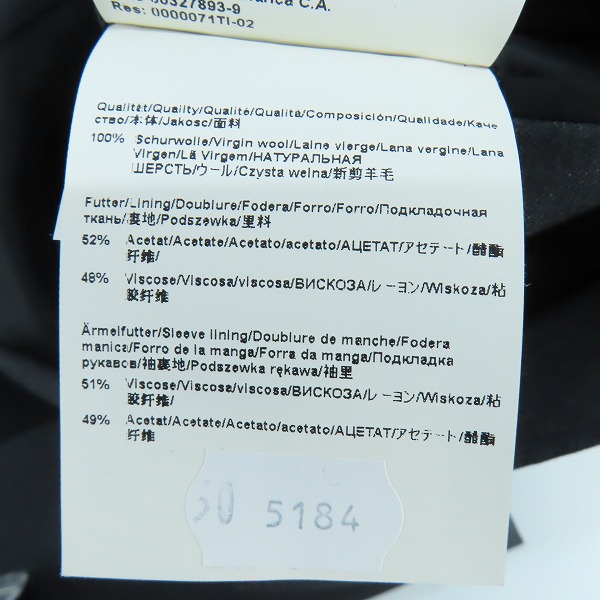 00327893-9
C.A.
Res: 0000071TI-02
Qualität/Quailty/Qualité/Qualità/Composición/Qualidade/Каче
ство/本体/Jakosc/面料
100% Schurwolle/Virgin wool/Laine vierge/Lana vergine/Lana
Virgen/Lã Virgem/НАТУРАЛЬНАЯ
ШЕРСТЬ/ウール/Czysta welna/新剪羊毛
Futter/Lining/Doublure/Fodera/Forro/Forro/Подкладочная
ткань/裏地/Podszewka/里料
52% Acetat/Acetate/Acetato/acetato/АЦЕТАТ/アセテート/醋酯
纤维/
48% Viscose/Viscosa/viscosa/ВИСКОЗА/レーヨン/Wiskoza/粘
胶纤维
Ärmelfutter/Sleeve lining/Doublure de manche/Fodera
manica/Forro de la manga/Forra da manga/Подкладка
рукавов/袖裏地/Podszewka rękawa/袖里
51% Viscose/Viscosa/viscosa/ВИСКОЗА/レーヨン/Wiskoza/粘
胶纤维/
49% Acetat/Acetate/Acetato/acetato/АЦЕТАТ/アセテート/醋酯
纤维
50 5184